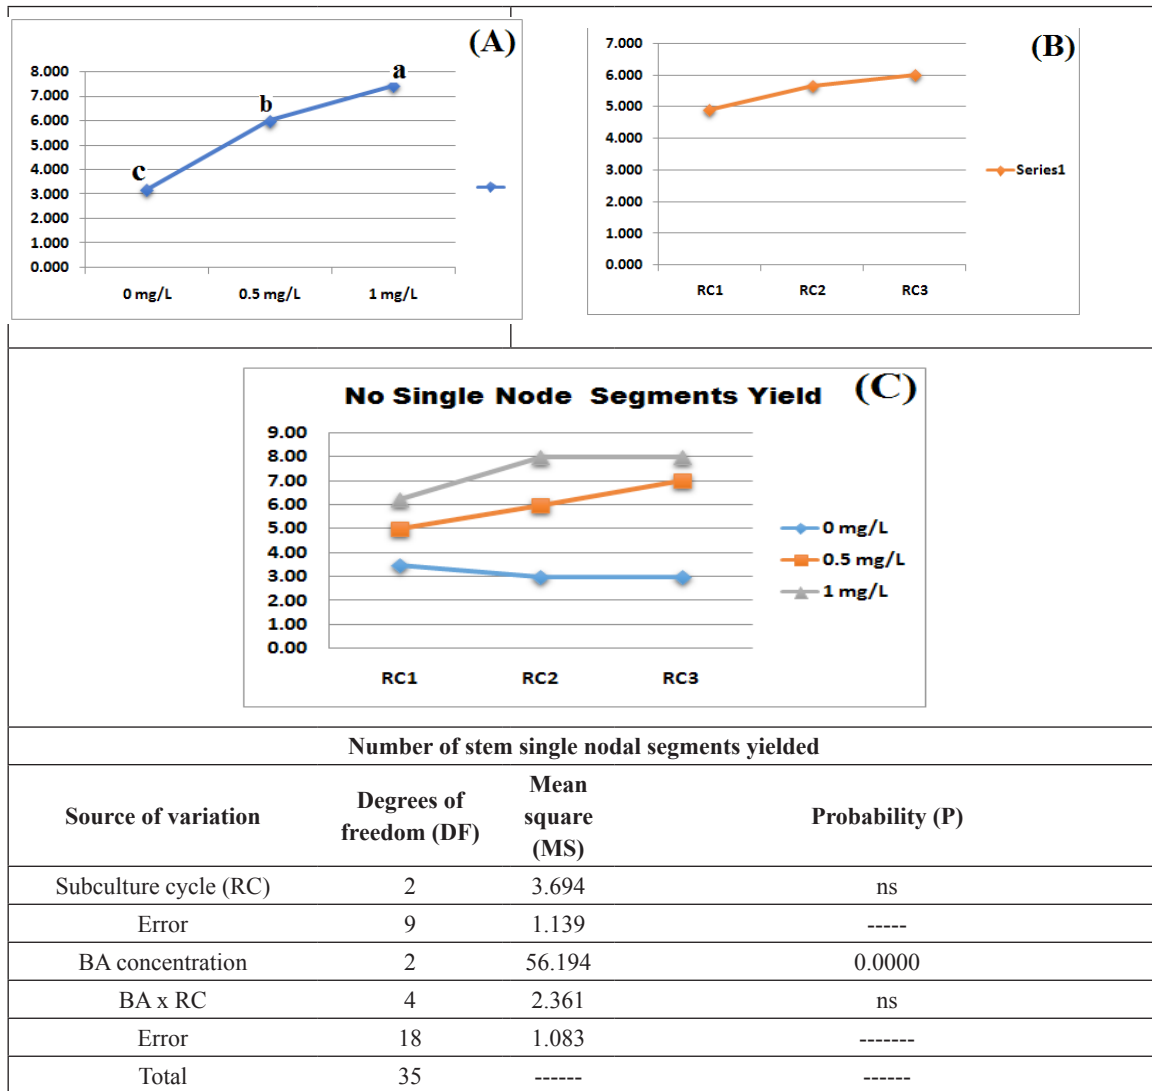 (A)
8.000
7.000
6.000
5.000
4.000
3.000
2.000
1.000
0.000
c
b
a
0 mg/L 0.5 mg/L 1 mg/L
(B)
7.000
6.000
5.000
4.000
3.000
2.000
1.000
0.000
RC1 RC2 RC3
Series1
No Single Node Segments Yield (C)
9.00
8.00
7.00
6.00
5.00
4.00
3.00
2.00
1.00
0.00
RC1 RC2 RC3
0 mg/L
0.5 mg/L
1 mg/L
Number of stem single nodal segments yielded
Source of variation Degrees of freedom (DF) Mean square (MS) Probability (P)
Subculture cycle (RC) 2 3.694 ns
Error 9 1.139 -----
BA concentration 2 56.194 0.0000
BA x RC 4 2.361 ns
Error 18 1.083 -------
Total 35 ------ ------